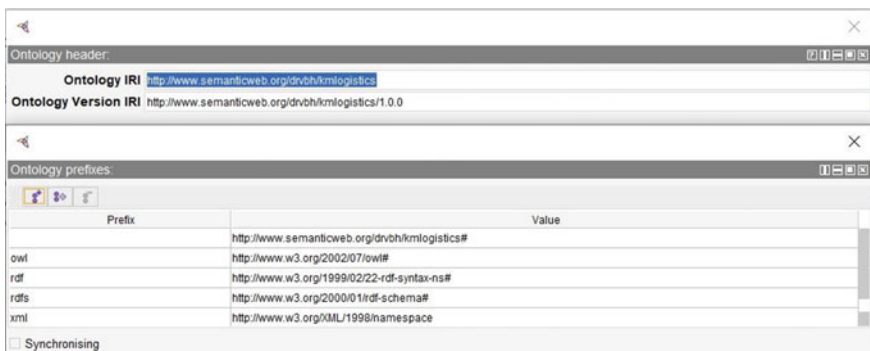 Ontology header:
Ontology IRI http://www.semanticweb.org/drvbh/kmlogistics
Ontology Version IRI http://www.semanticweb.org/drvbh/kmlogistics/1.0.0
Ontology prefixes:
Prefix Value
http://www.semanticweb.org/drvbh/kmlogistics#
owl http://www.w3.org/2002/07/owl#
rdf http://www.w3.org/1999/02/22-rdf-syntax-ns#
rdfs http://www.w3.org/2000/01/rdf-schema#
xml http://www.w3.org/XML/1998/namespace
Synchronising